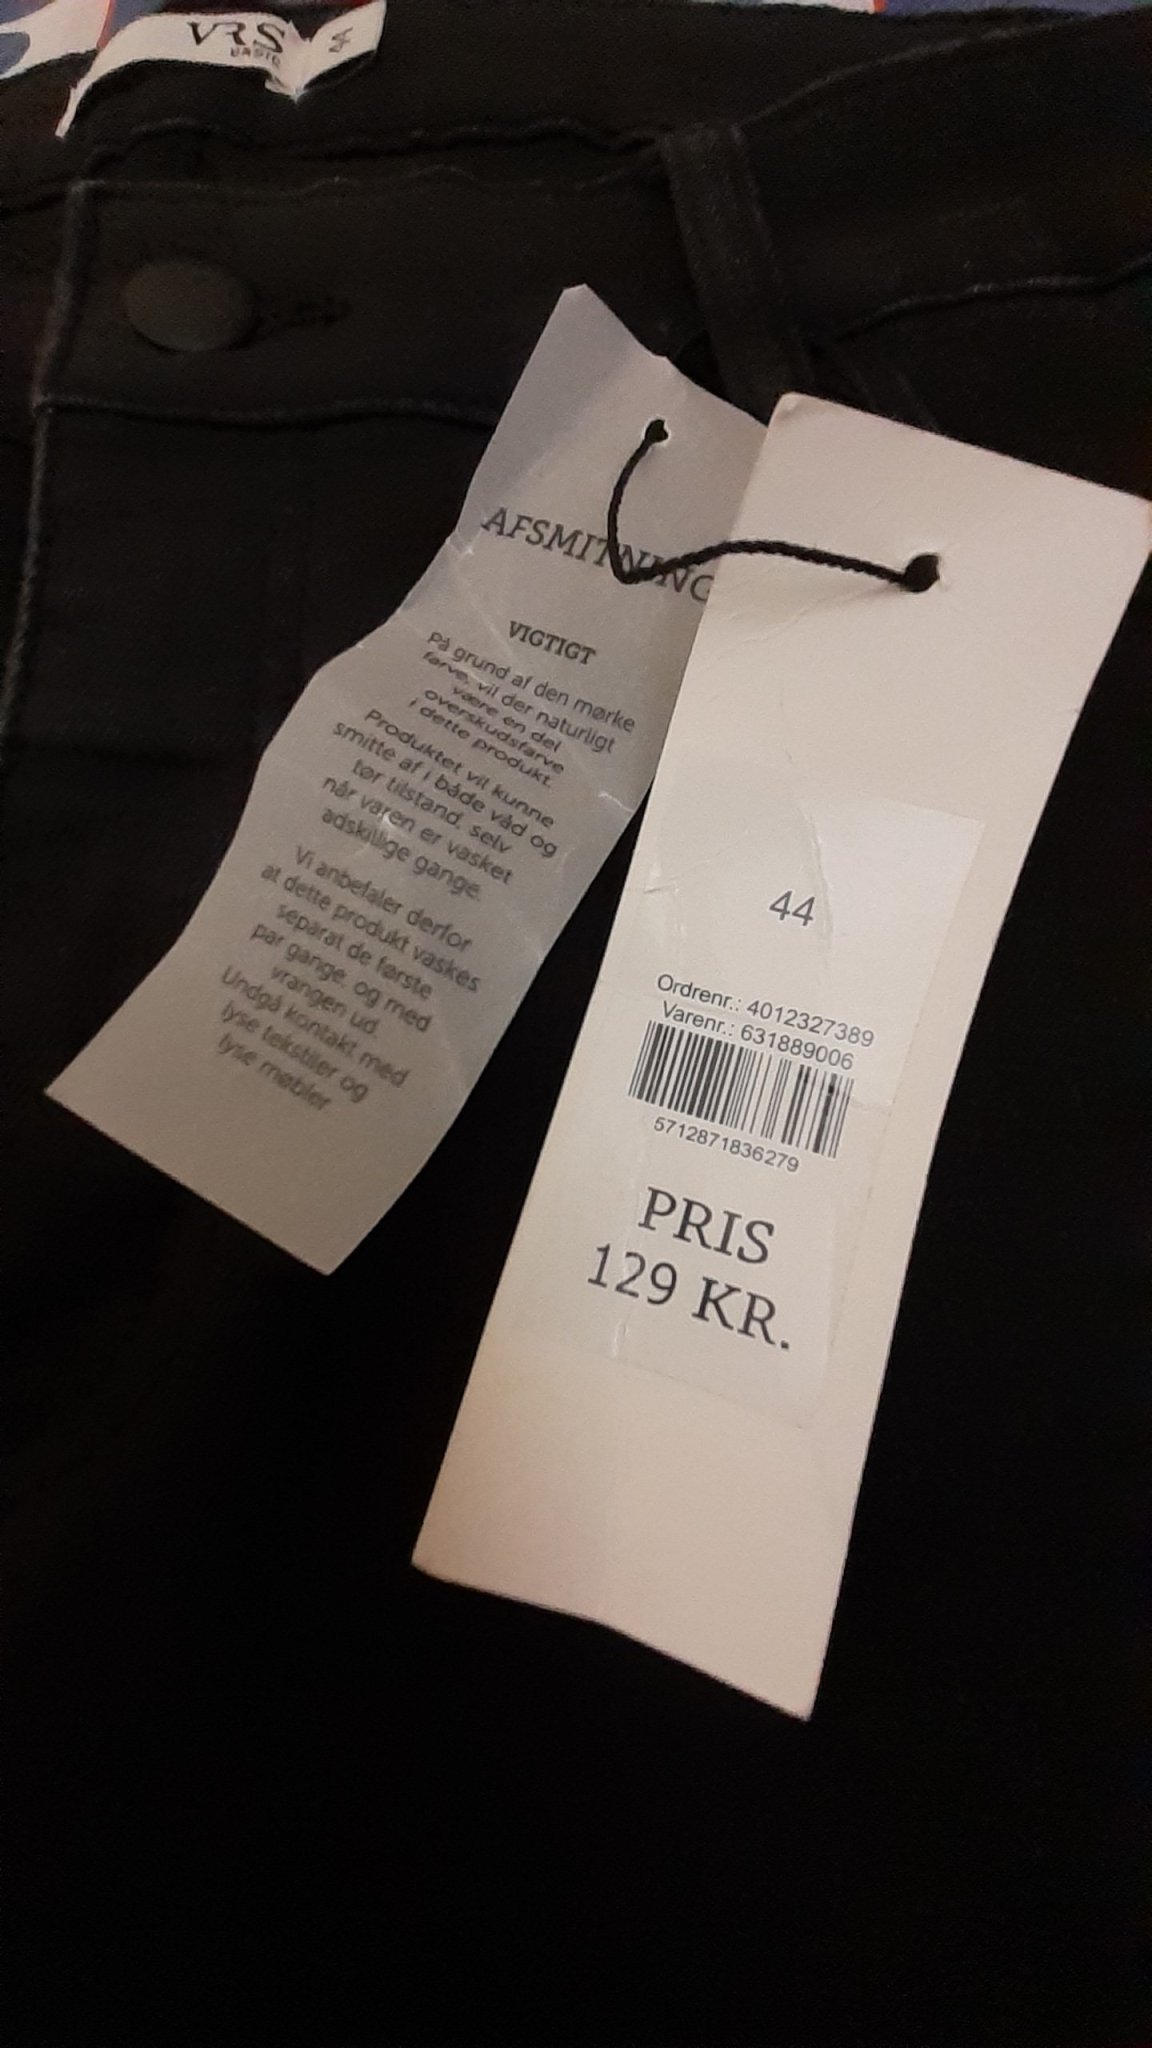 VRS
BASIC
44
AFSMITNING
VIGTIGT
På grund af den mørke
farve, vil der naturligt
være en del
overskudsfarve
i dette produkt.
Produktet vil kunne
smitte af i både våd og
tør tilstand, selv
når varen er vasket
adskillige gange.
Vi anbefaler derfor
at dette produkt vaskes
separat de første
par gange, og med
vrangen ud.
Undgå kontakt med
lyse tekstiler og
lyse møbler
44
Ordrenr.: 4012327389
Varenr.: 631889006
5712871836279
PRIS
129 KR.